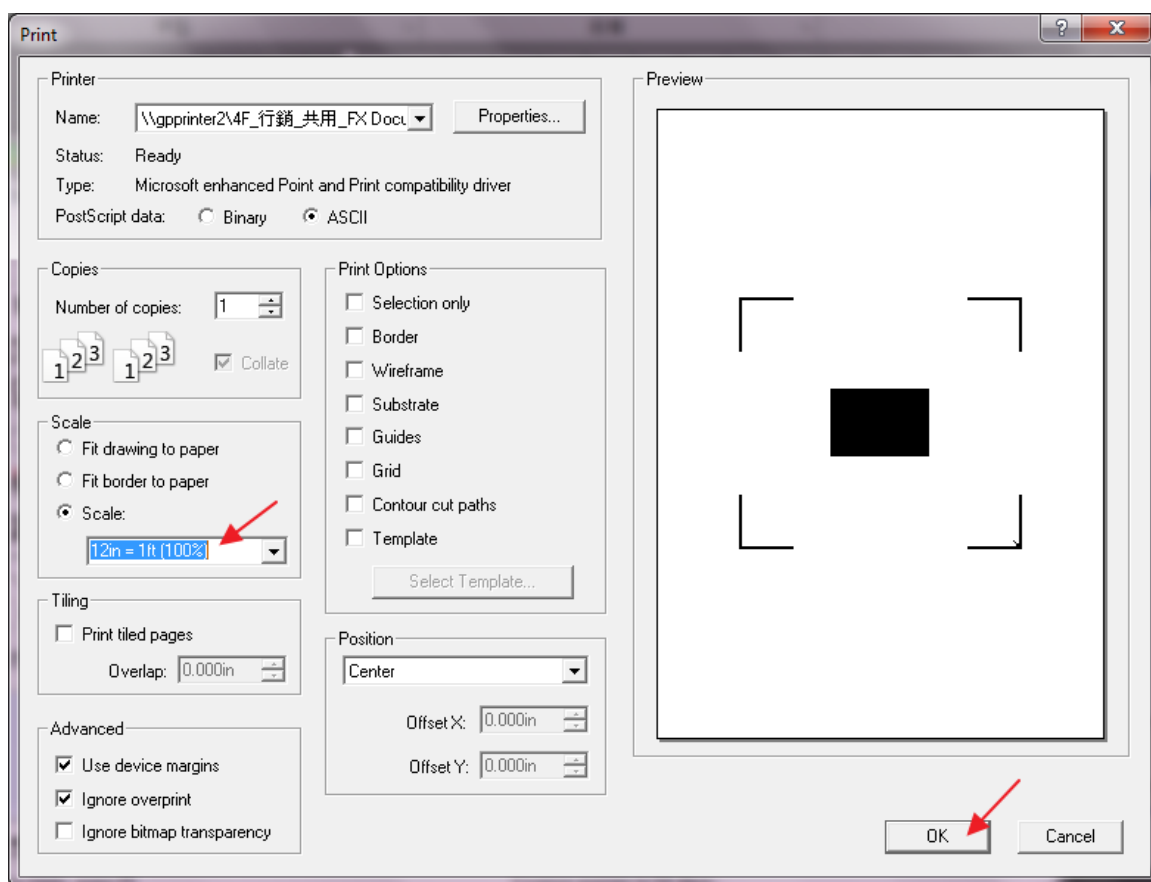 Print
Printer
Name: \\gpprinter2\4F_行銷_共用_FX Docu
Properties...
Status: Ready
Type: Microsoft enhanced Point and Print compatibility driver
PostScript data: Binary ASCII
Copies
Number of copies: 1
1 2 3 1 2 3 Collate
Scale
Fit drawing to paper
Fit border to paper
Scale:
12in = 1ft (100%)
Tiling
Print tiled pages
Overlap: 0.000in
Advanced
Use device margins
Ignore overprint
Ignore bitmap transparency
Print Options
Selection only
Border
Wireframe
Substrate
Guides
Grid
Contour cut paths
Template
Select Template...
Position
Center
Offset X: 0.000in
Offset Y: 0.000in
Preview
OK Cancel